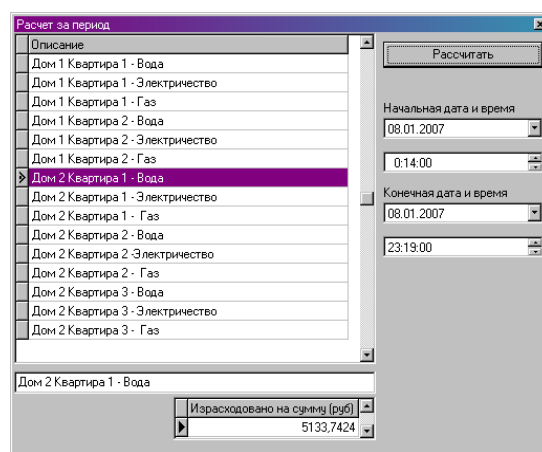 Расчет за период
Описание
Дом 1 Квартира 1 - Вода
Дом 1 Квартира 1 - Электричество
Дом 1 Квартира 1 - Газ
Дом 1 Квартира 2 - Вода
Дом 1 Квартира 2 - Электричество
Дом 1 Квартира 2 - Газ
Дом 2 Квартира 1 - Вода
Дом 2 Квартира 1 - Электричество
Дом 2 Квартира 1 -  Газ
Дом 2 Квартира 2 - Вода
Дом 2 Квартира 2 -Электричество
Дом 2 Квартира 2 -  Газ
Дом 2 Квартира 3 - Вода
Дом 2 Квартира 3 - Электричество
Дом 2 Квартира 3 -  Газ
Дом 2 Квартира 1 - Вода
Израсходовано на сумму (руб)
5133,7424
Рассчитать
Начальная дата и время
08.01.2007
0:14:00
Конечная дата и время
08.01.2007
23:19:00